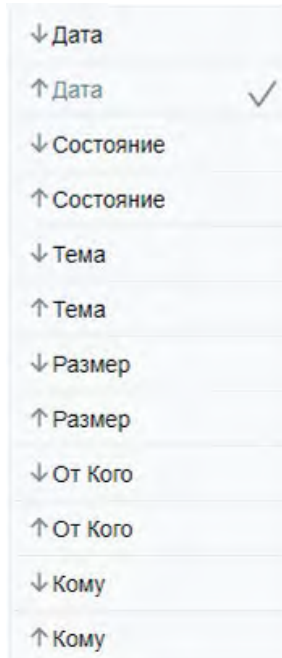 ↓ Дата
↑ Дата ✓
↓ Состояние
↑ Состояние
↓ Тема
↑ Тема
↓ Размер
↑ Размер
↓ От Кого
↑ От Кого
↓ Кому
↑ Кому